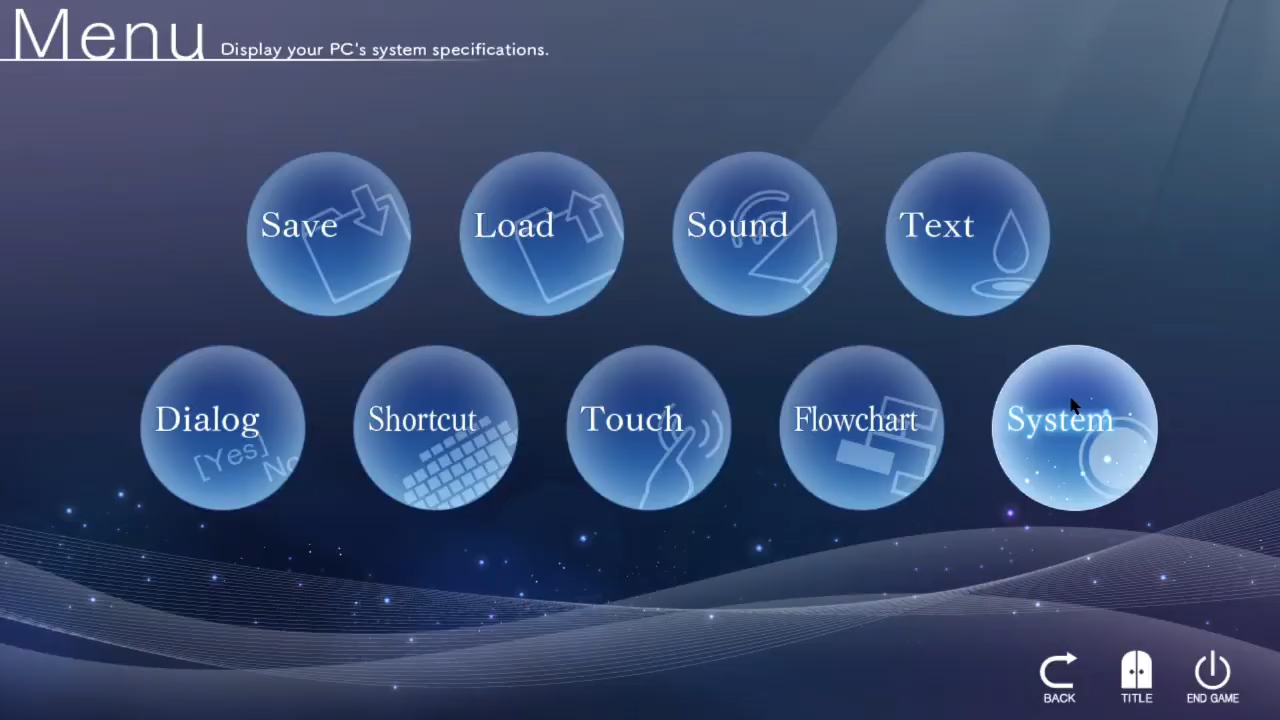 Menu
Display your PC's system specifications.
Save
Load
Sound
Text
Dialog
Shortcut
Touch
Flowchart
System
[Yes]
No
BACK
TITLE
END GAME